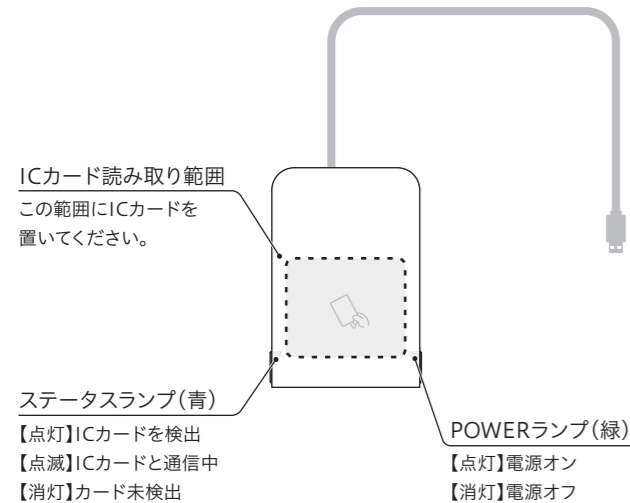 ICカード読み取り範囲
この範囲にICカードを
置いてください。
ステータスランプ（青）
【点灯】ICカードを検出
【点滅】ICカードと通信中
【消灯】カード未検出
POWERランプ（緑）
【点灯】電源オン
【消灯】電源オフ